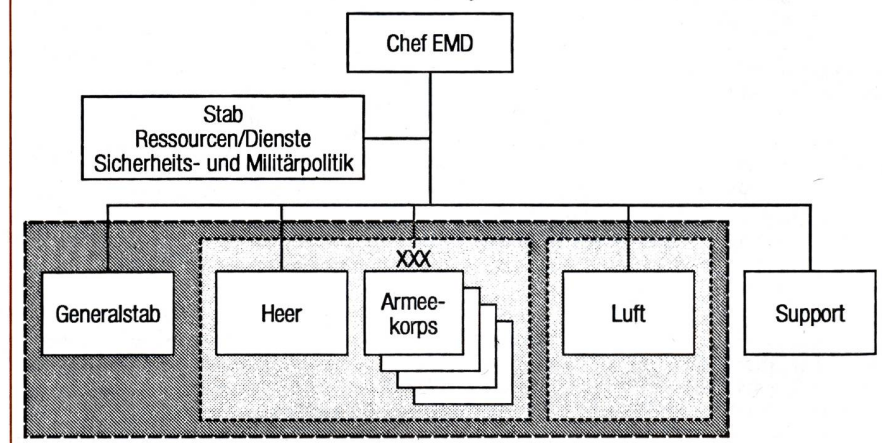 Chef EMD
Stab
Ressourcen/Dienste
Sicherheits- und Militärpolitik
XXX
Generalstab
Heer
Armee-
korps
Luft
Support